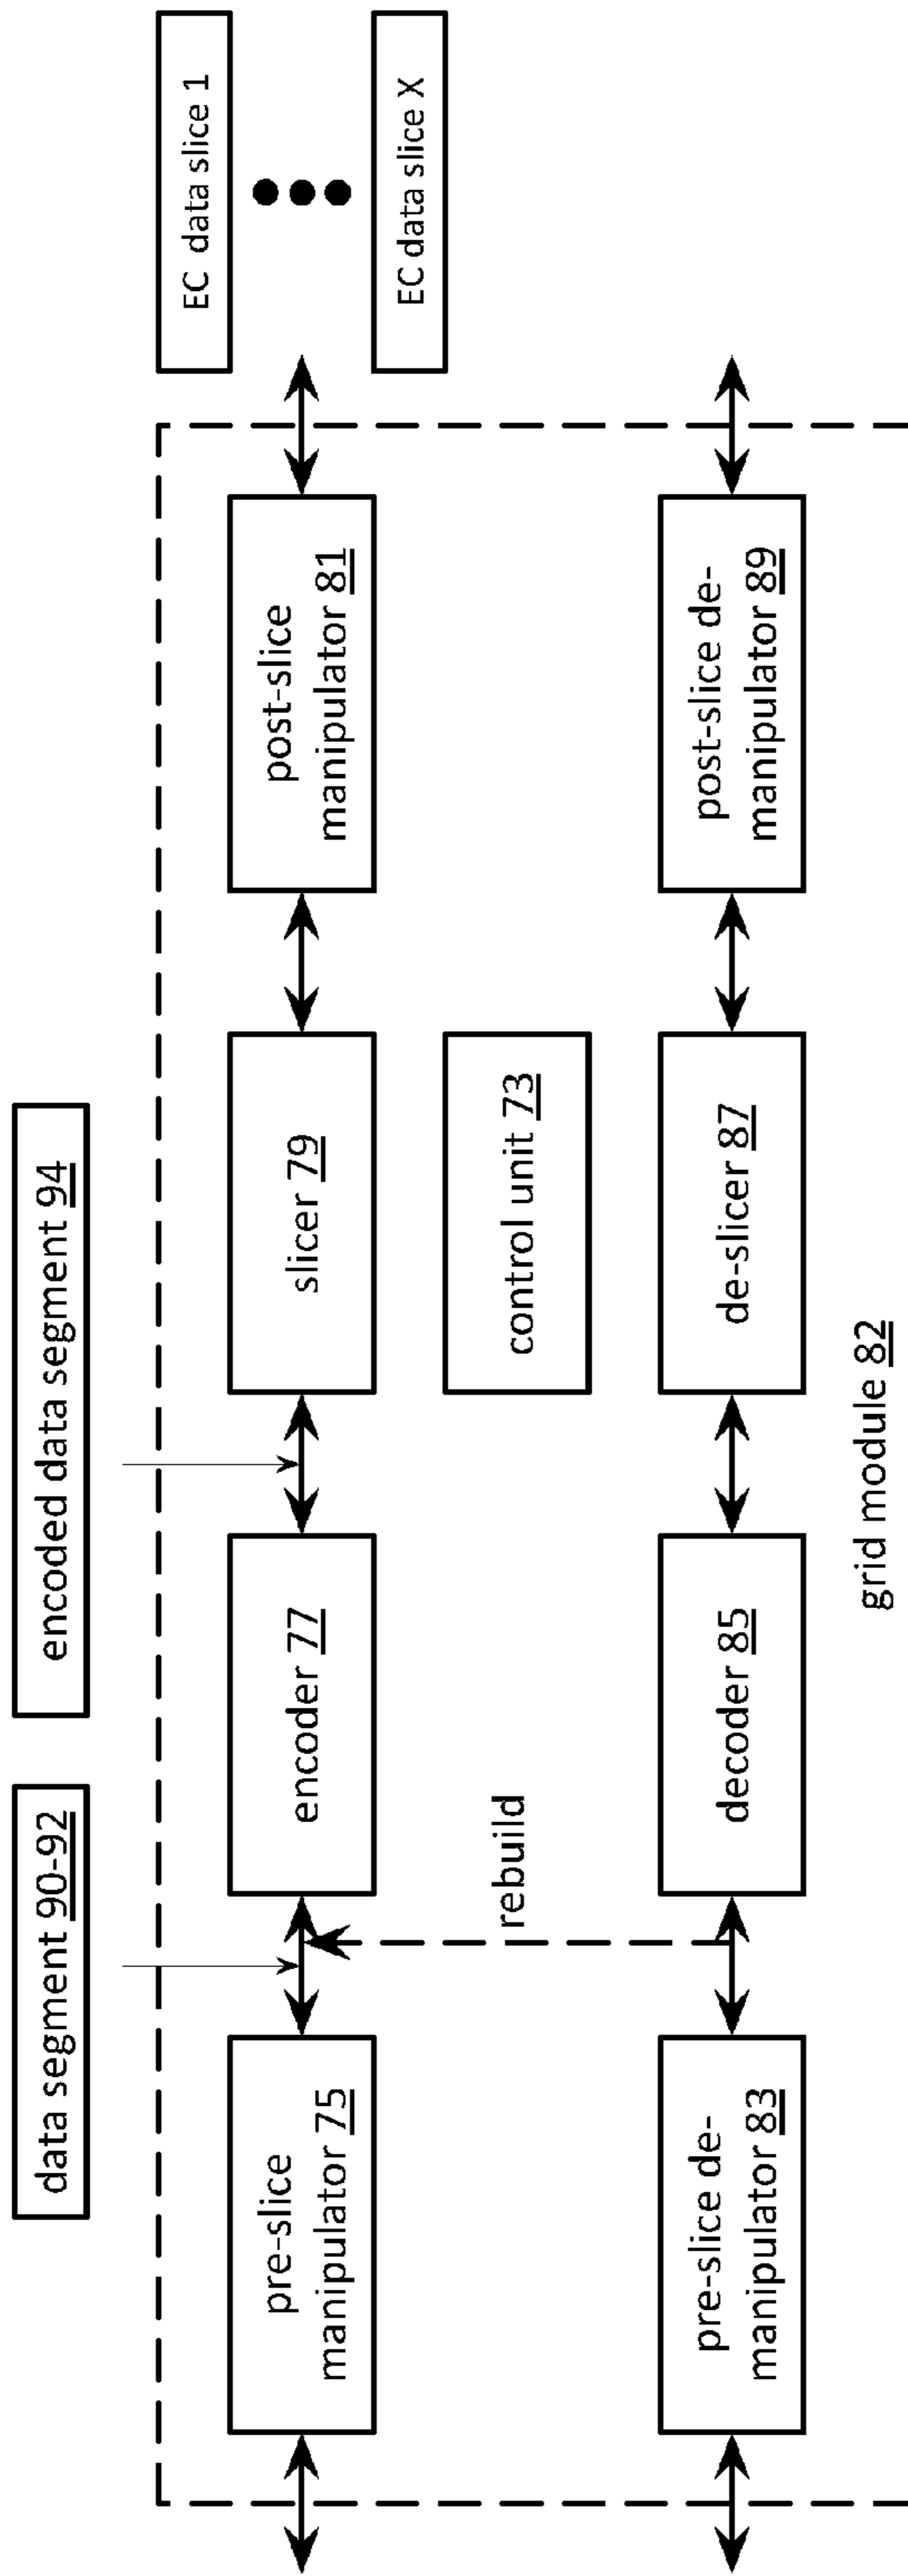 data segment 90-92
encoded data segment 94
EC data slice 1
EC data slice X
pre-slice
manipulator 75
encoder 77
slicer 79
post-slice
manipulator 81
rebuild
control unit 73
pre-slice de-
manipulator 83
decoder 85
de-slicer 87
post-slice de-
manipulator 89
grid module 82